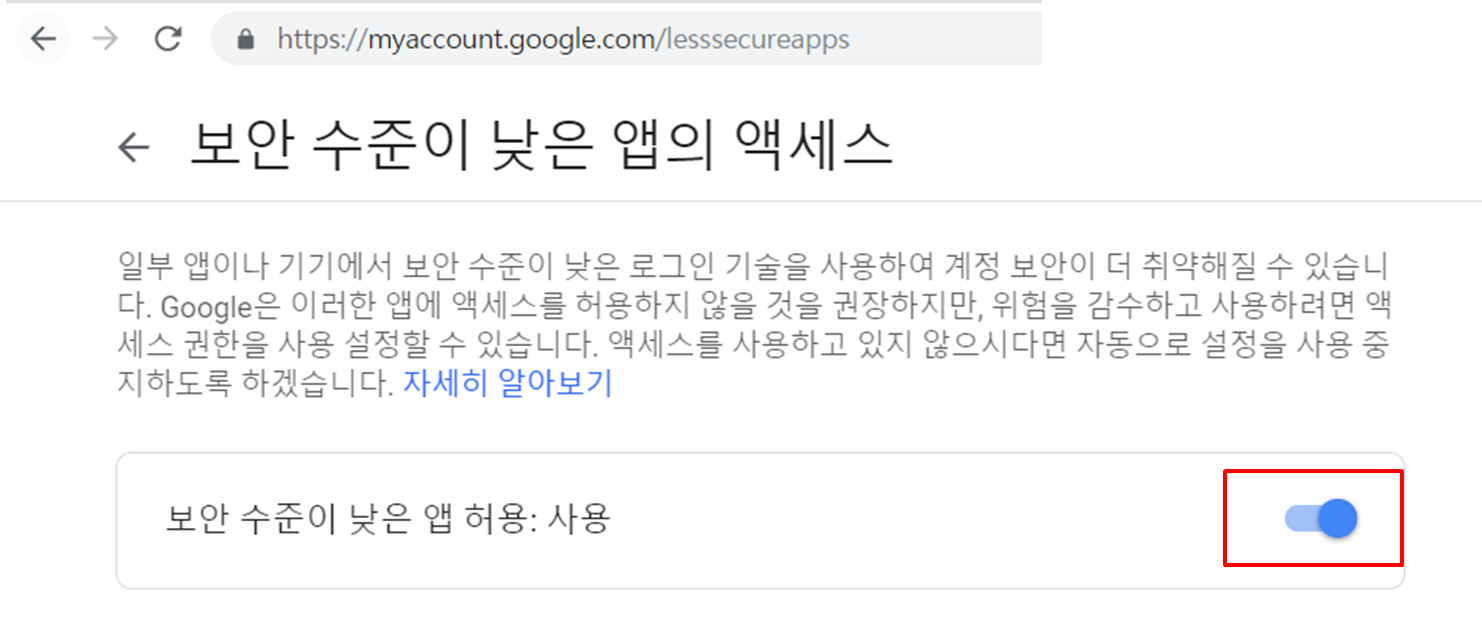 https://myaccount.google.com/lesssecureapps
보안 수준이 낮은 앱의 액세스
일부 앱이나 기기에서 보안 수준이 낮은 로그인 기술을 사용하여 계정 보안이 더 취약해질 수 있습니
다. Google은 이러한 앱에 액세스를 허용하지 않을 것을 권장하지만, 위험을 감수하고 사용하려면 액
세스 권한을 사용 설정할 수 있습니다. 액세스를 사용하고 있지 않으시다면 자동으로 설정을 사용 중
지하도록 하겠습니다. 자세히 알아보기
보안 수준이 낮은 앱 허용: 사용